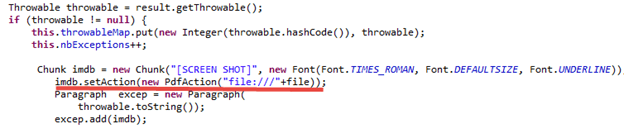 Throwable throwable = result.getThrowable();
if (throwable != null) {
this.throwableMap.put(new Integer(throwable.hashCode()), throwable);
this.nbExceptions++;
Chunk imdb = new Chunk("[SCREEN SHOT]", new Font(Font.TIMES_ROMAN, Font.DEFAULTSIZE, Font.UNDERLINE))
imdb.setAction(new PdfAction("file:///"+file));
Paragraph excep = new Paragraph(
throwable.toString());
excep.add(imdb);